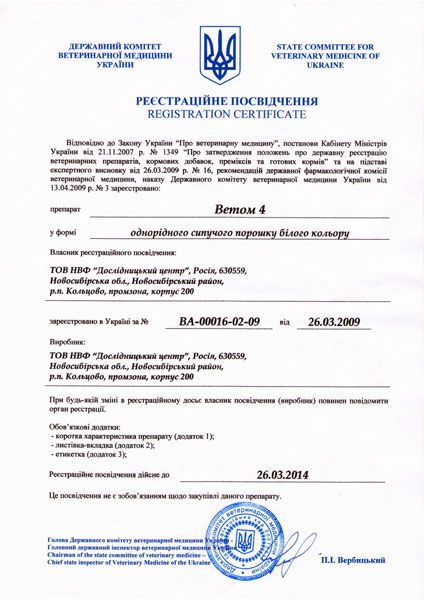 ДЕРЖАВНИЙ КОМІТЕТ
ВЕТЕРИНАРНОЇ МЕДИЦИНИ
УКРАЇНИ
STATE COMMITTEE FOR
VETERINARY MEDICINE OF
UKRAINE
РЕЄСТРАЦІЙНЕ ПОСВІДЧЕННЯ
REGISTRATION CERTIFICATE
Відповідно до Закону України “Про ветеринарну медицину”, постанови Кабінету Міністрів
України від 21.11.2007 р. № 1349 “Про затвердження положень про державну реєстрацію
ветеринарних препаратів, кормових добавок, преміксів та готових кормів” та на підставі
експертного висновку від 26.03.2009 р. № 16, рекомендацій державної фармакологічної комісії
ветеринарної медицини, наказу Державного комітету ветеринарної медицини України від
13.04.2009 р. № 3 зареєстровано:
препарат Ветом 4
у формі однорідного сипучого порошку білого кольору
Власник реєстраційного посвідчення:
ТОВ НВФ “Дослідницький центр”, Росія, 630559,
Новосибірська обл., Новосибірський район,
р.п. Кольцово, промзона, корпус 200
зареєстровано в Україні за № ВА-00016-02-09 від 26.03.2009
Виробник:
ТОВ НВФ “Дослідницький центр”, Росія, 630559,
Новосибірська обл., Новосибірський район,
р.п. Кольцово, промзона, корпус 200
При будь-якій зміні в реєстраційному досьє власник посвідчення (виробник) повинен повідомити
орган реєстрації.
Обов'язкові додатки:
- коротка характеристика препарату (додаток 1);
- листівка-вкладка (додаток 2);
- етикетка (додаток 3);
Реєстраційне посвідчення дійсне до 26.03.2014
Це посвідчення не є зобов'язанням щодо закупівлі даного препарату.
Голова Державного комітету ветеринарної медицини України
Головний державний інспектор ветеринарної медицини України
Chairman of the state committee of veterinary medicine –
Chief state inspector of Veterinary Medicine of the Ukraine
П.І. Вербицький